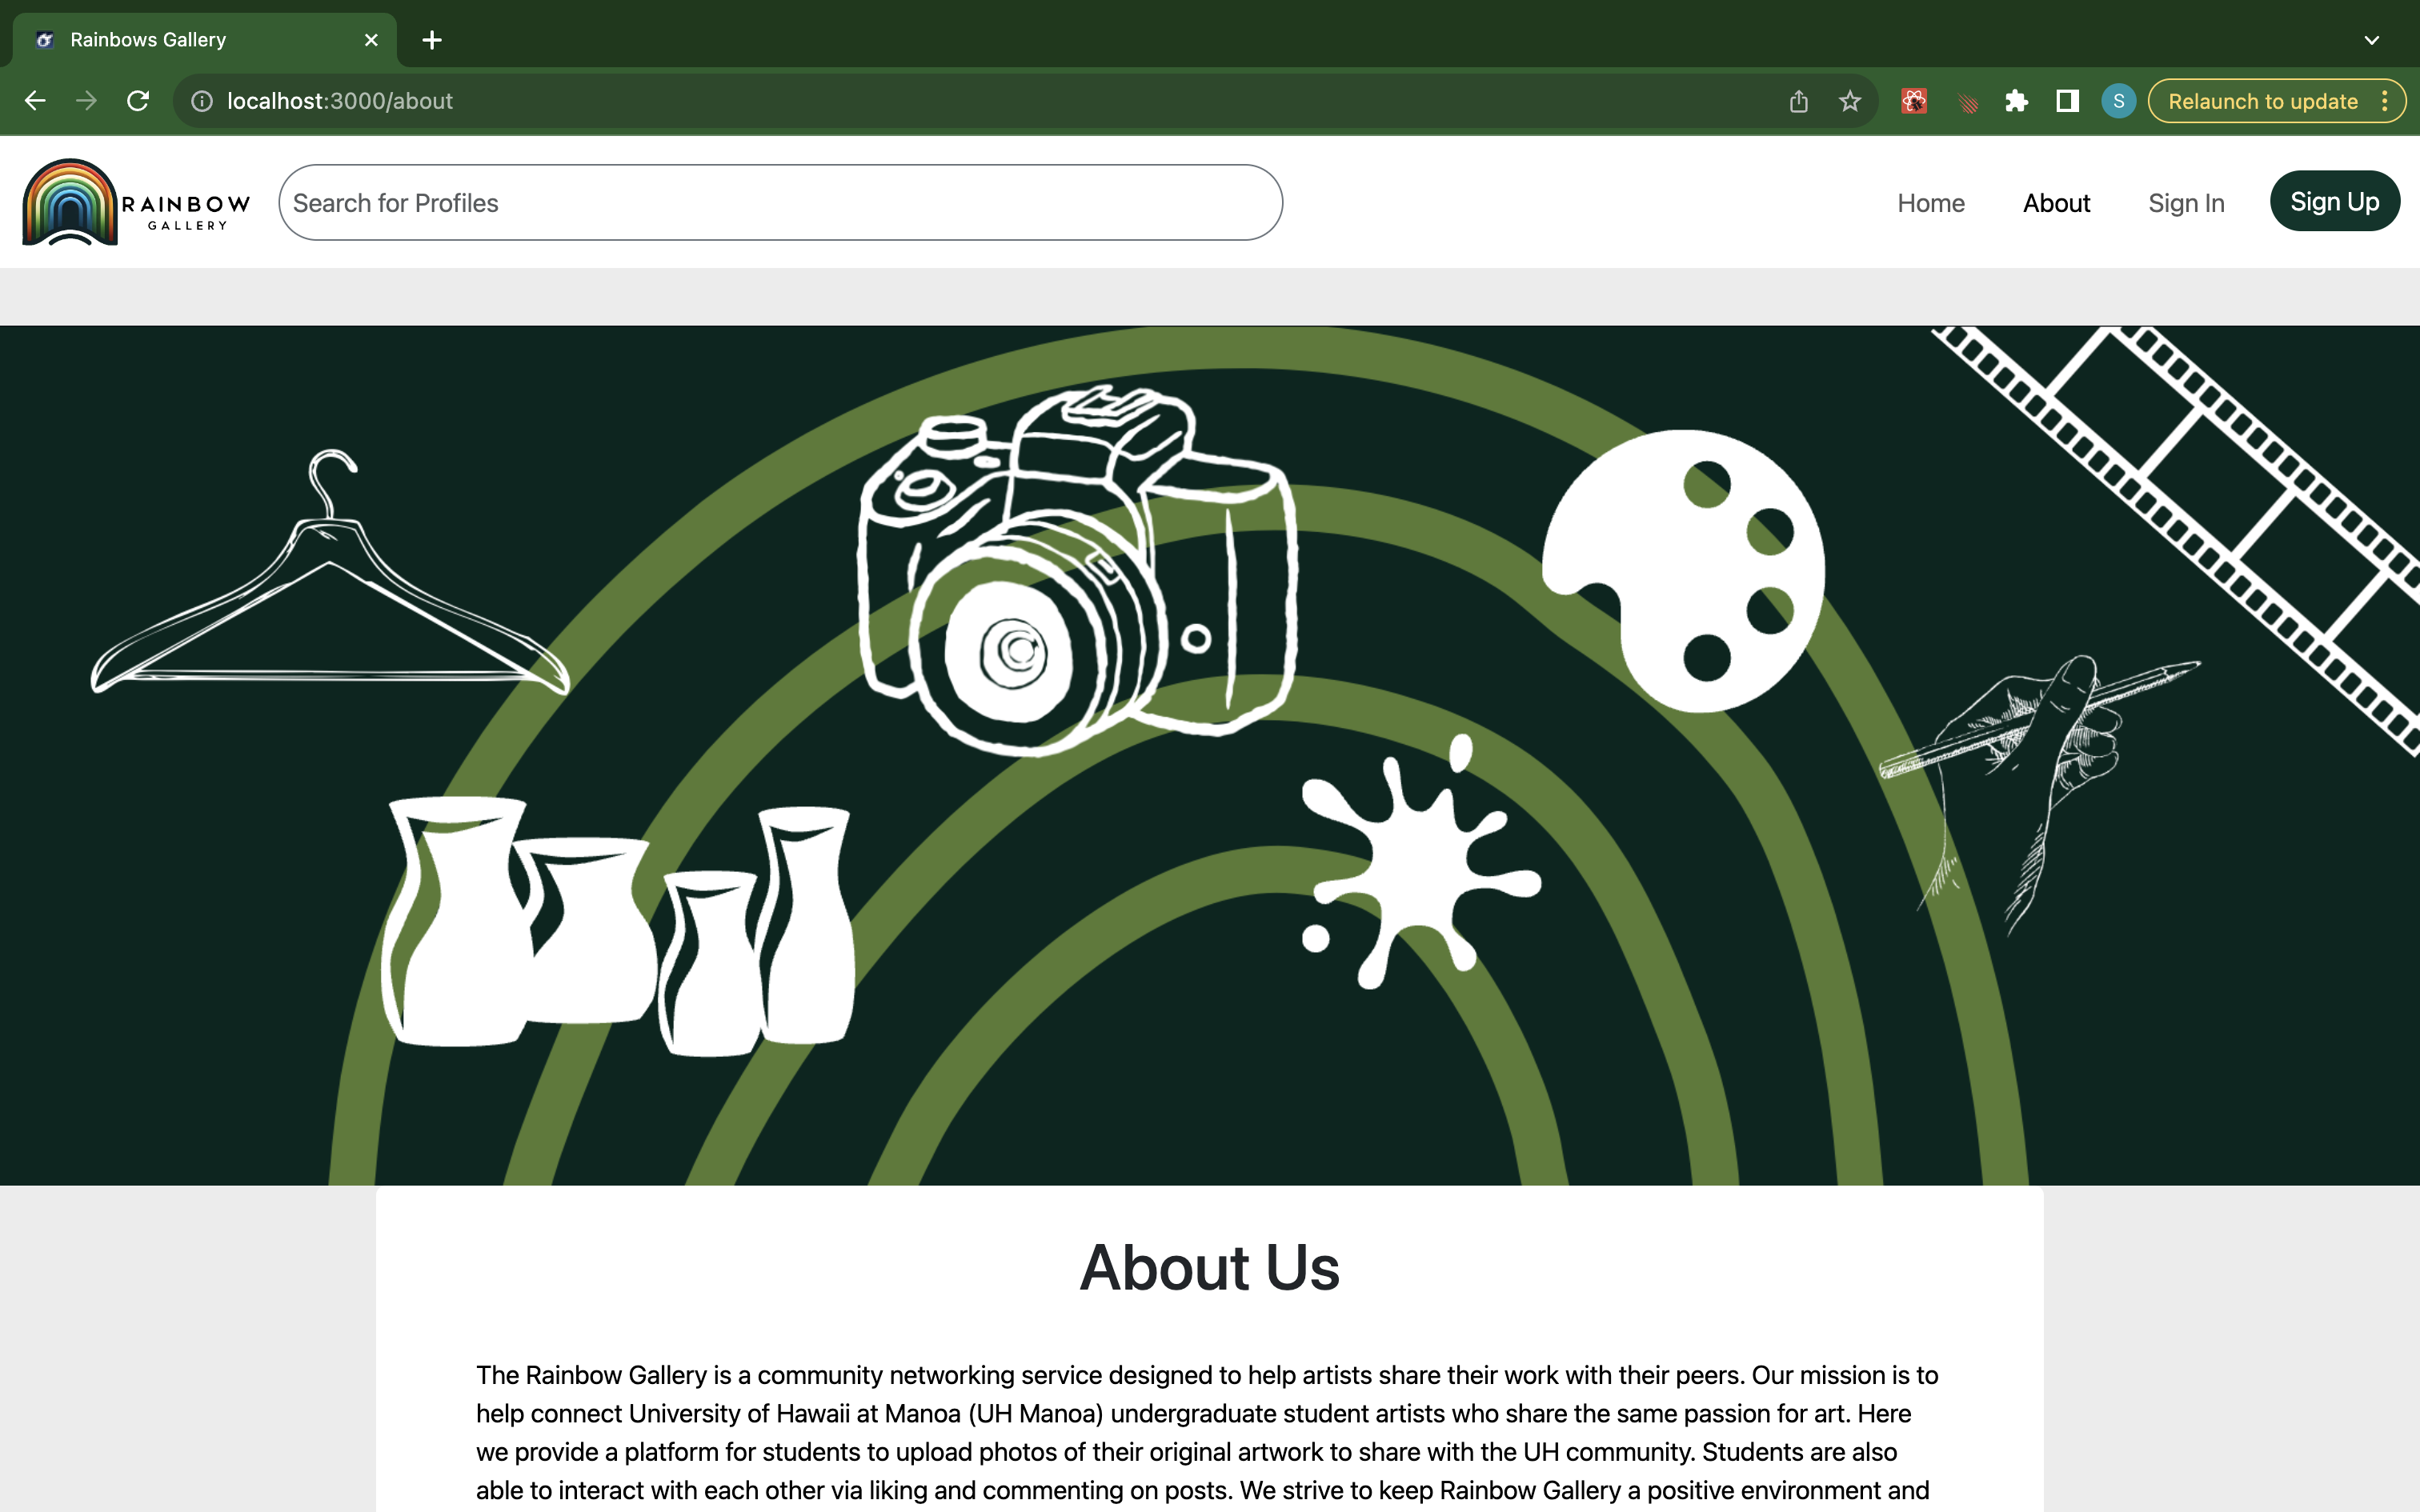 Rainbows Gallery
localhost:3000/about
S
Relaunch to update
RAINBOW
GALLERY
Search for Profiles
Home
About
Sign In
Sign Up
About Us
The Rainbow Gallery is a community networking service designed to help artists share their work with their peers. Our mission is to
help connect University of Hawaii at Manoa (UH Manoa) undergraduate student artists who share the same passion for art. Here
we provide a platform for students to upload photos of their original artwork to share with the UH community. Students are also
able to interact with each other via liking and commenting on posts. We strive to keep Rainbow Gallery a positive environment and